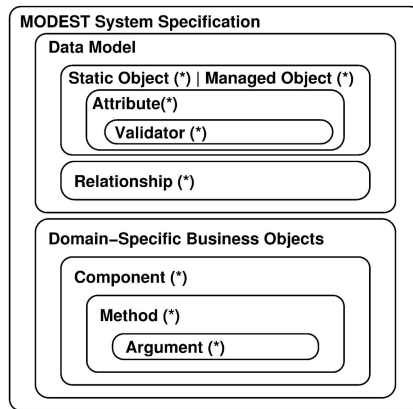 MODEST System Specification
Data Model
Static Object (*) | Managed Object (*)
Attribute(*)
Validator (*)
Relationship (*)
Domain–Specific Business Objects
Component (*)
Method (*)
Argument (*)